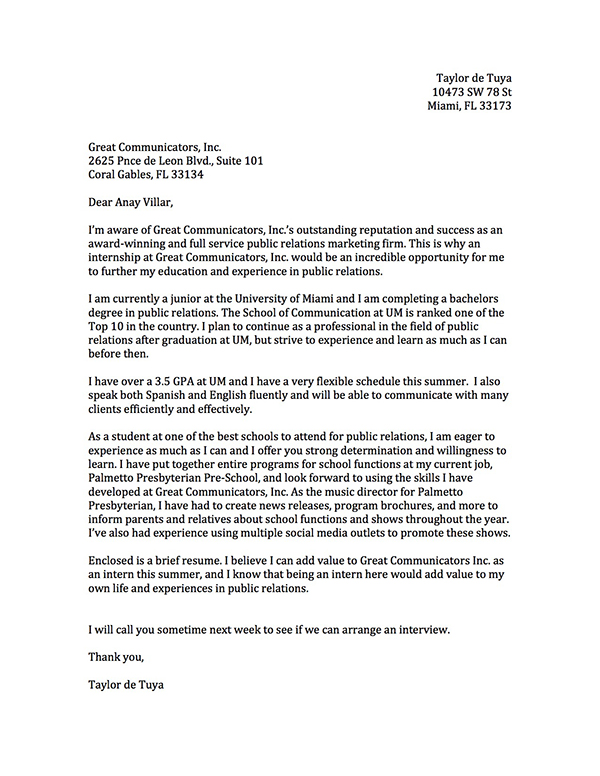 Taylor de Tuya
10473 SW 78 St
Miami, FL 33173
Great Communicators, Inc.
2625 Pnce de Leon Blvd., Suite 101
Coral Gables, FL 33134
Dear Anay Villar,
I'm aware of Great Communicators, Inc.'s outstanding reputation and success as an
award-winning and full service public relations marketing firm. This is why an
internship at Great Communicators, Inc. would be an incredible opportunity for me
to further my education and experience in public relations.
I am currently a junior at the University of Miami and I am completing a bachelors
degree in public relations. The School of Communication at UM is ranked one of the
Top 10 in the country. I plan to continue as a professional in the field of public
relations after graduation at UM, but strive to experience and learn as much as I can
before then.
I have over a 3.5 GPA at UM and I have a very flexible schedule this summer.  I also
speak both Spanish and English fluently and will be able to communicate with many
clients efficiently and effectively.
As a student at one of the best schools to attend for public relations, I am eager to
experience as much as I can and I offer you strong determination and willingness to
learn. I have put together entire programs for school functions at my current job,
Palmetto Presbyterian Pre-School, and look forward to using the skills I have
developed at Great Communicators, Inc. As the music director for Palmetto
Presbyterian, I have had to create news releases, program brochures, and more to
inform parents and relatives about school functions and shows throughout the year.
I've also had experience using multiple social media outlets to promote these shows.
Enclosed is a brief resume. I believe I can add value to Great Communicators Inc. as
an intern this summer, and I know that being an intern here would add value to my
own life and experiences in public relations.
I will call you sometime next week to see if we can arrange an interview.
Thank you,
Taylor de Tuya